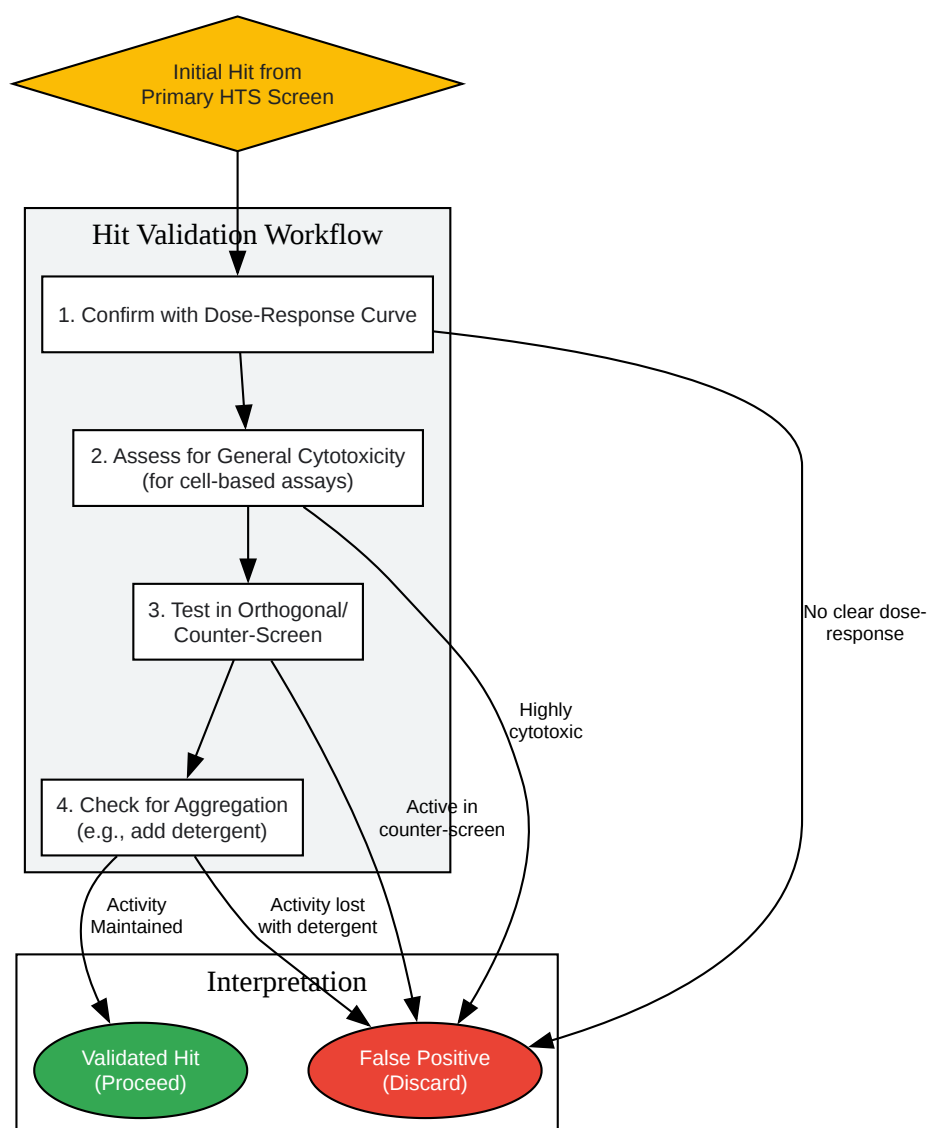 Initial Hit from
Primary HTS Screen
Hit Validation Workflow
1. Confirm with Dose-Response Curve
2. Assess for General Cytotoxicity
(for cell-based assays)
3. Test in Orthogonal/
Counter-Screen
No clear dose-
response
Highly
cytotoxic
4. Check for Aggregation
(e.g., add detergent)
Active in
counter-screen
Activity
Maintained
Activity lost
with detergent
Interpretation
Validated Hit
(Proceed)
False Positive
(Discard)